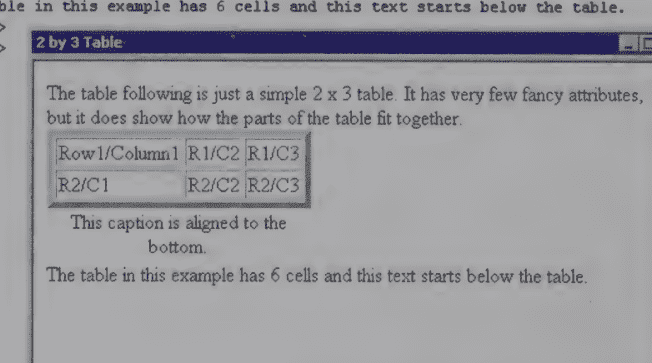 ble in this example has 6 cells and this text starts below the table.
>
>
2 by 3 Table
The table following is just a simple 2 x 3 table. It has very few fancy attributes,
but it does show how the parts of the table fit together.
Row1/Column1 R1/C2 R1/C3
R2/C1 R2/C2 R2/C3
This caption is aligned to the
bottom.
The table in this example has 6 cells and this text starts below the table.